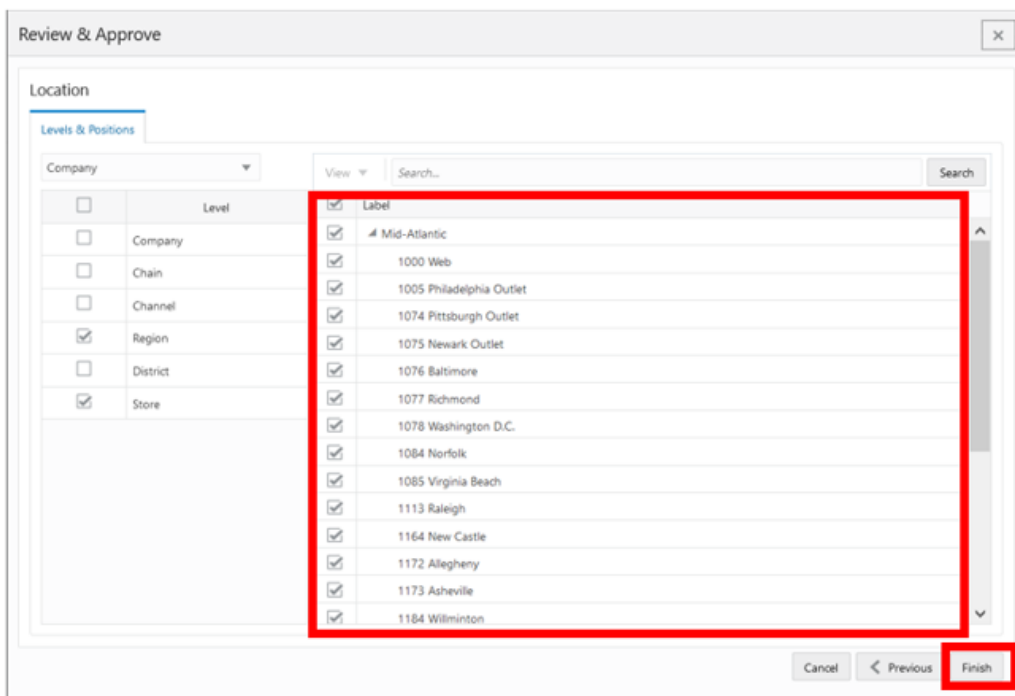 Review & Approve
Location
Levels & Positions
Company
View
Search...
Search
Level
Company
Chain
Channel
Region
District
Store
Label
Mid-Atlantic
1000 Web
1005 Philadelphia Outlet
1074 Pittsburgh Outlet
1075 Newark Outlet
1076 Baltimore
1077 Richmond
1078 Washington D.C.
1084 Norfolk
1085 Virginia Beach
1113 Raleigh
1164 New Castle
1172 Allegheny
1173 Asheville
1184 Willminton
Cancel
Previous
Finish